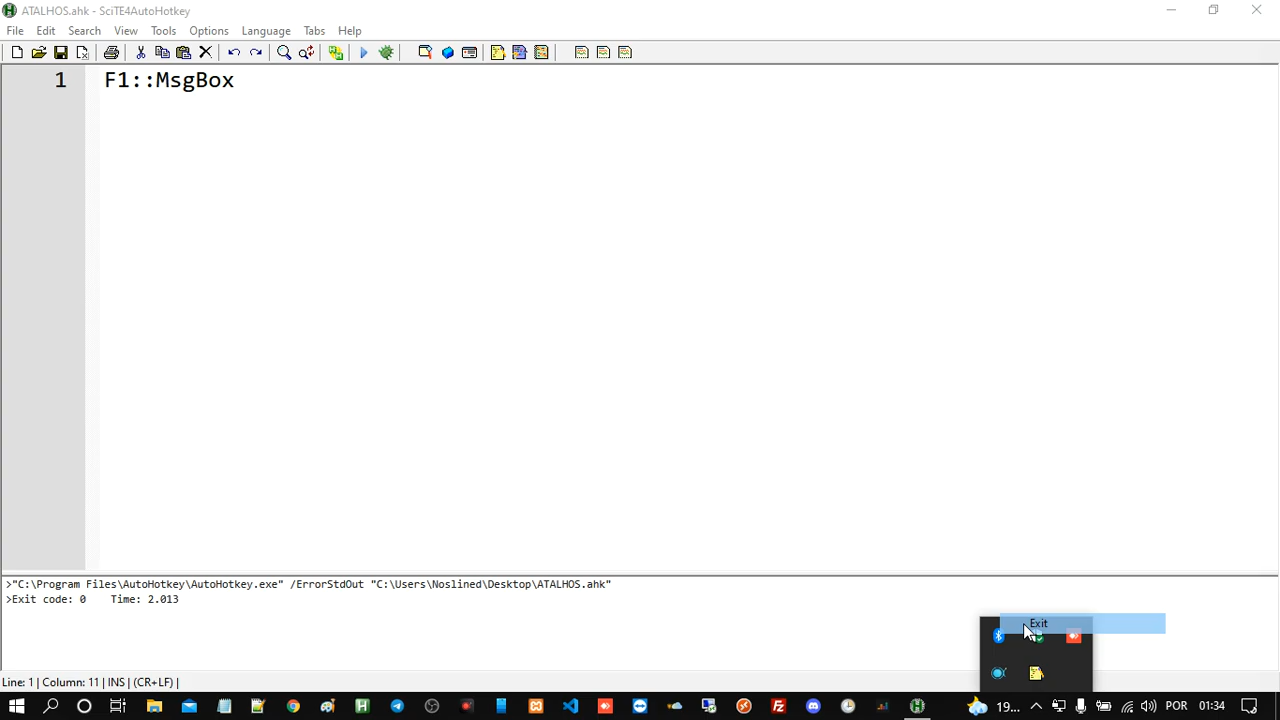 ATALHOS.ahk - SciTE4AutoHotkey
File Edit Search View Tools Options Language Tabs Help
1 F1::MsgBox
>"C:\Program Files\AutoHotkey\AutoHotkey.exe" /ErrorStdOut "C:\Users\Noslined\Desktop\ATALHOS.ahk"
>Exit code: 0 Time: 2.013
Exit
Line: 1 | Column: 11 | INS | (CR+LF) |
19... POR 01:34